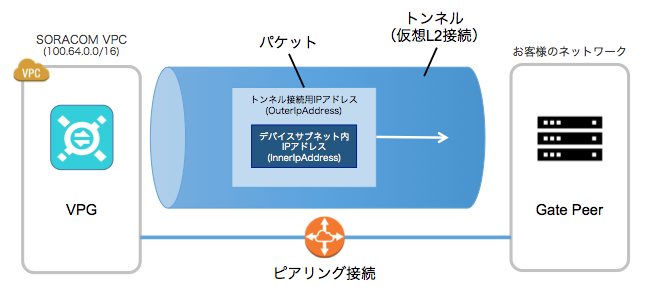 SORACOM VPC
(100.64.0.0/16)
VPC
VPG
パケット
トンネル
（仮想L2接続）
トンネル接続用IPアドレス
(OuterIpAddress)
デバイスサブネット内
IPアドレス
(InnerIpAddress)
お客様のネットワーク
Gate Peer
ピアリング接続